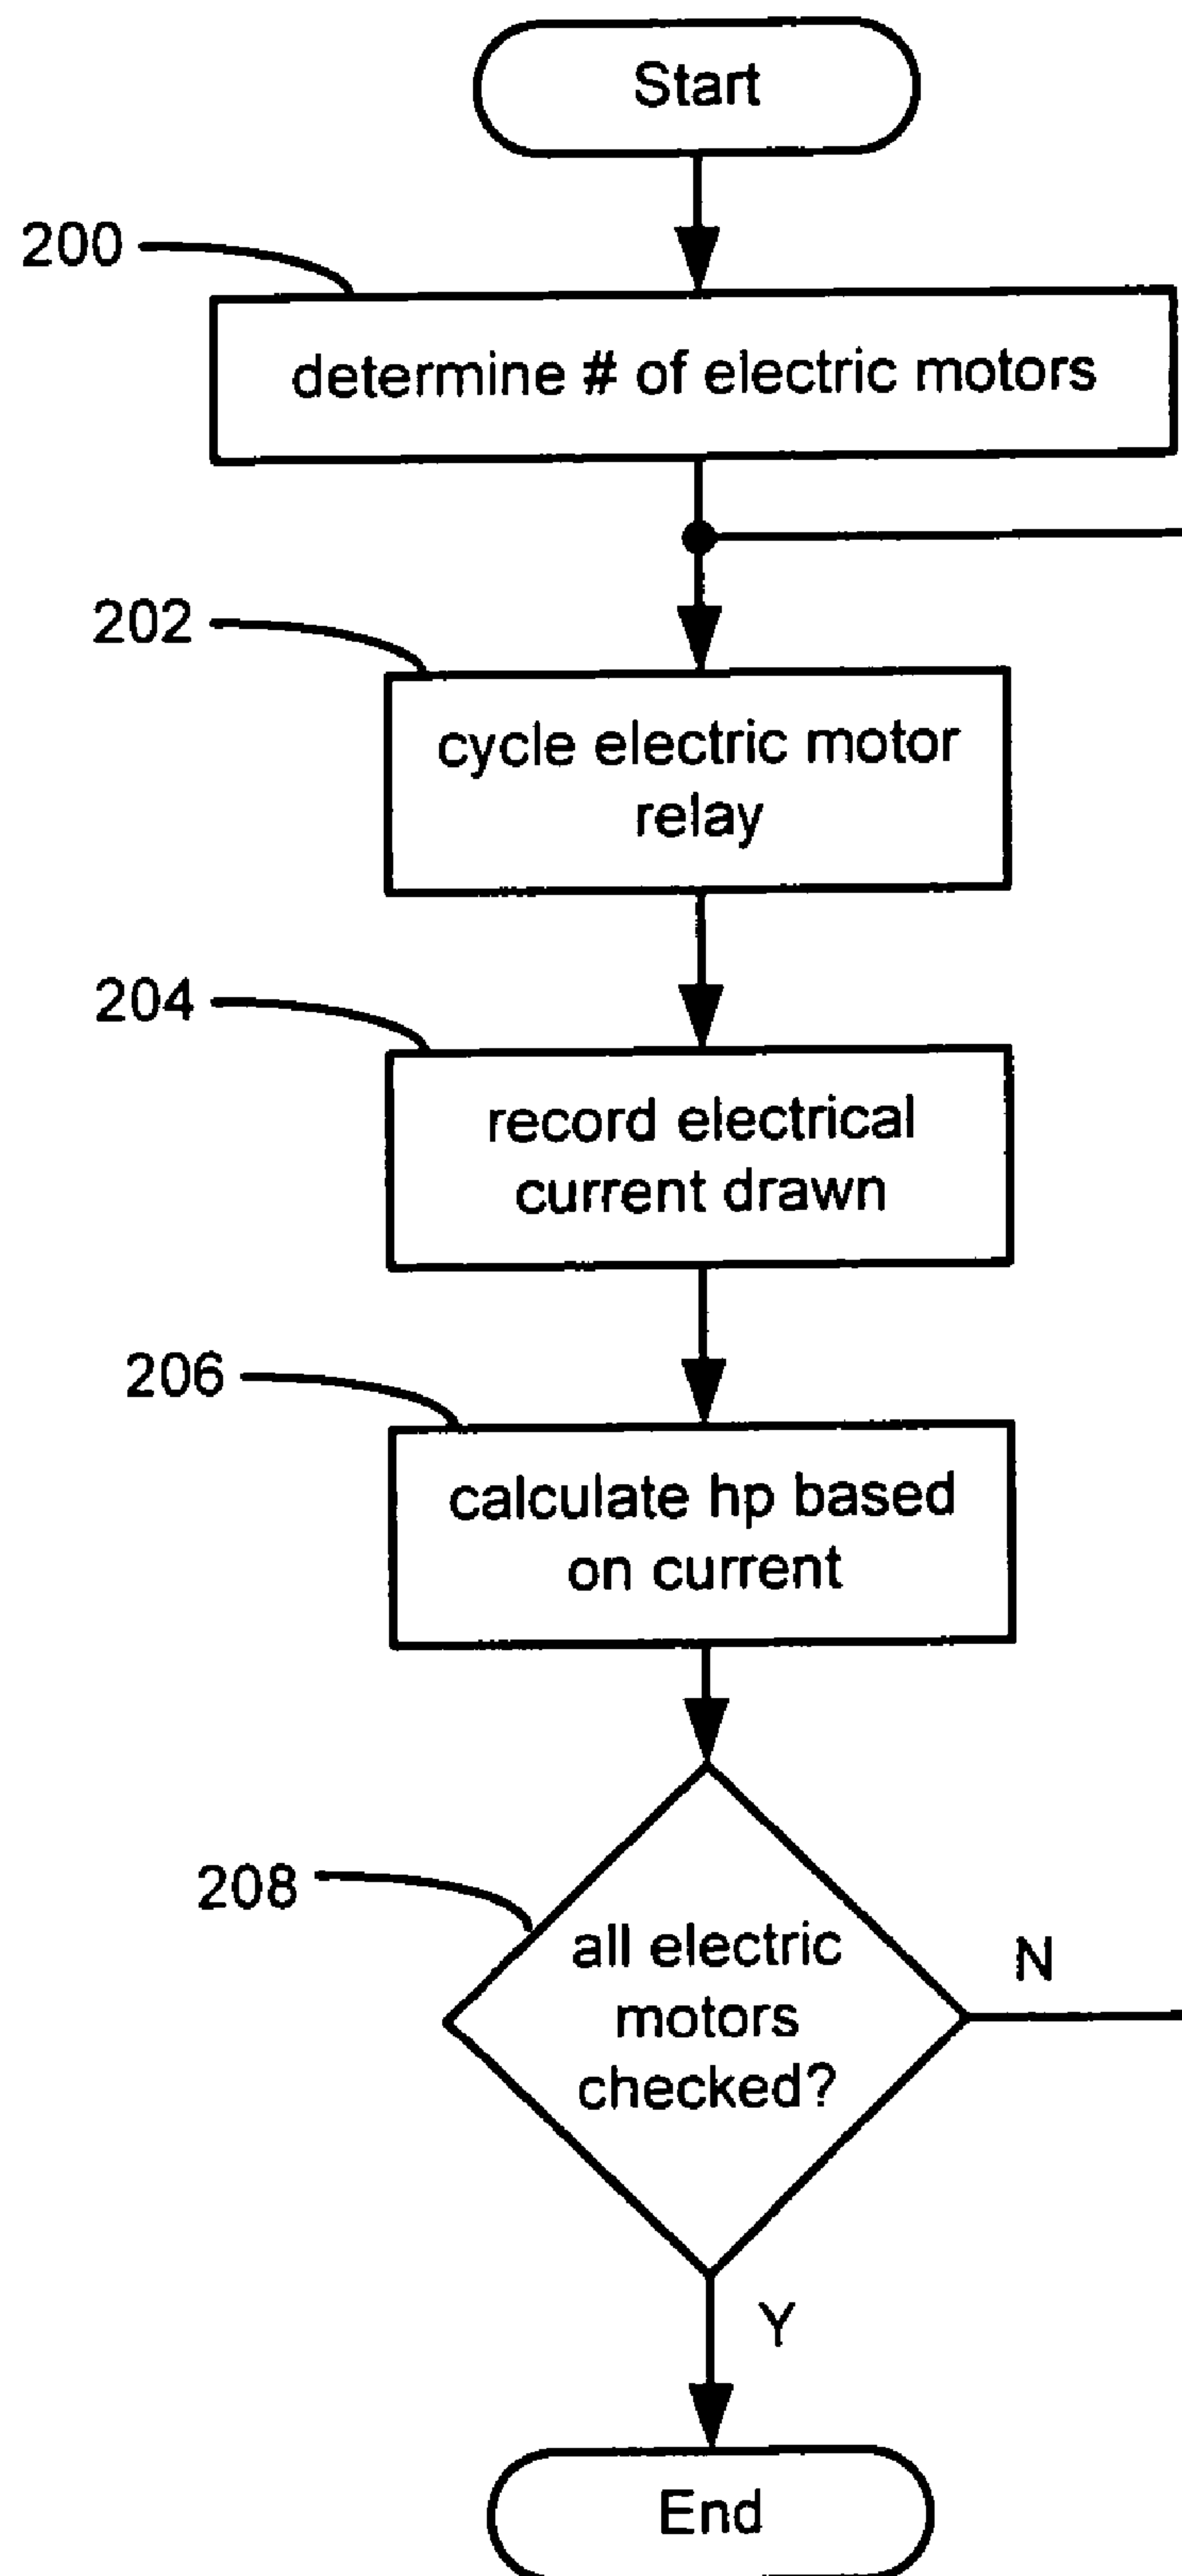 Start
200
determine # of electric motors
202
cycle electric motor
relay
204
record electrical
current drawn
206
calculate hp based
on current
208
all electric
motors
checked?
N
Y
End